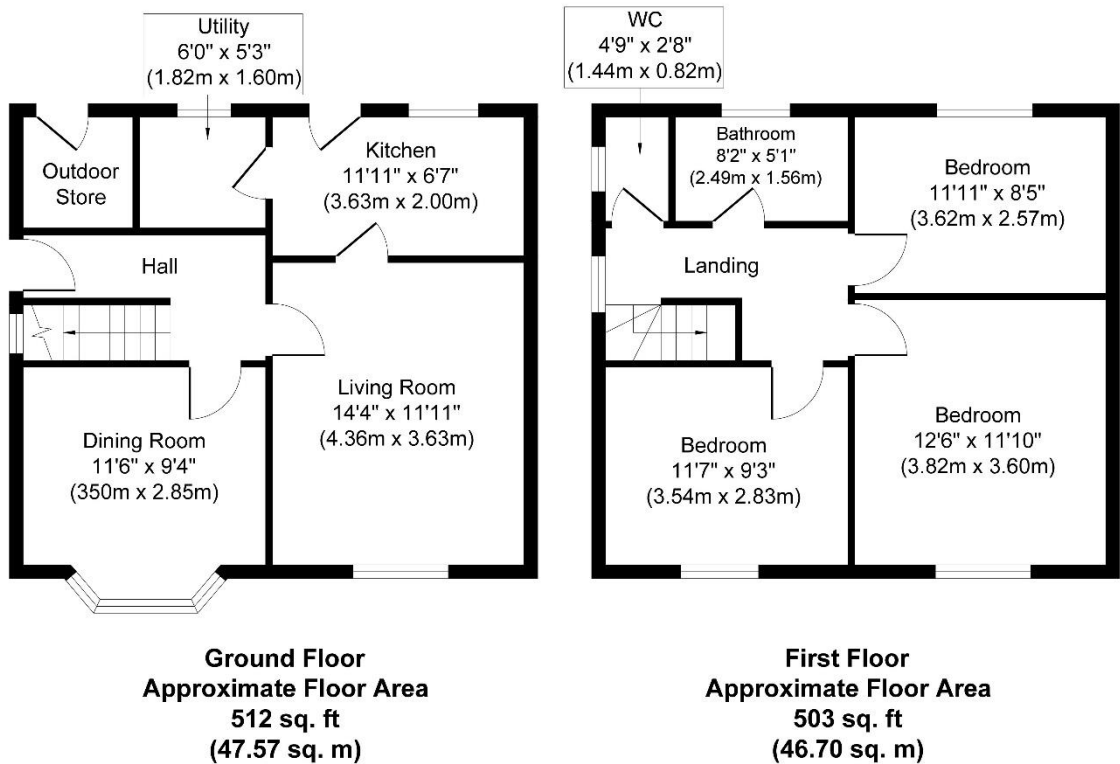 Utility
6'0" x 5'3"
(1.82m x 1.60m)
Outdoor
Store
Kitchen
11'11" x 6'7"
(3.63m x 2.00m)
Hall
Living Room
14'4" x 11'11"
(4.36m x 3.63m)
Dining Room
11'6" x 9'4"
(350m x 2.85m)
Ground Floor
Approximate Floor Area
512 sq. ft
(47.57 sq. m)
WC
4'9" x 2'8"
(1.44m x 0.82m)
Bathroom
8'2" x 5'1"
(2.49m x 1.56m)
Bedroom
11'11" x 8'5"
(3.62m x 2.57m)
Landing
Bedroom
11'7" x 9'3"
(3.54m x 2.83m)
Bedroom
12'6" x 11'10"
(3.82m x 3.60m)
First Floor
Approximate Floor Area
503 sq. ft
(46.70 sq. m)